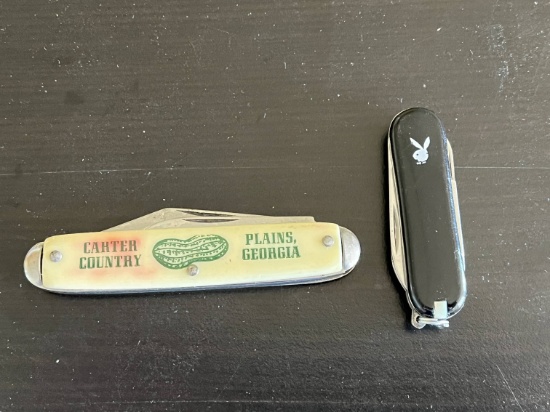 CARTER
COUNTRY
PLAINS,
GEORGIA